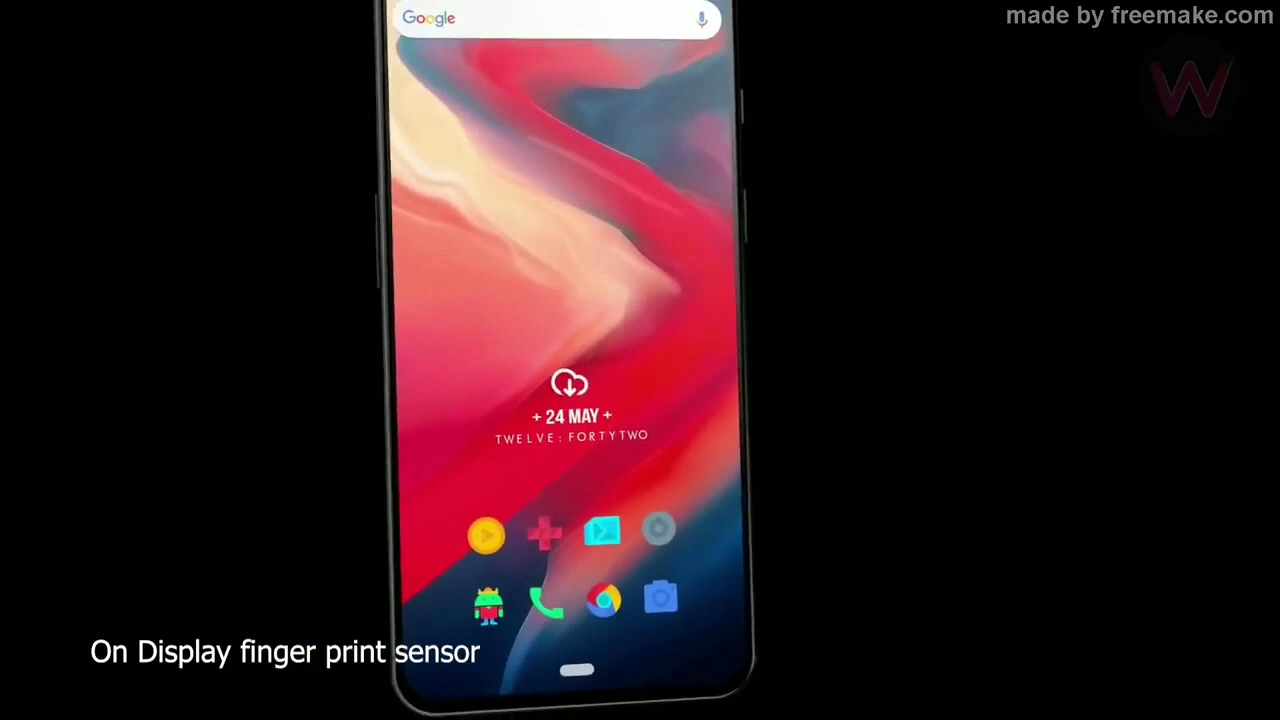 made by freemake.com
Google
W
+ 24 MAY +
TWELVE: FORTYTWO
On Display finger print sensor